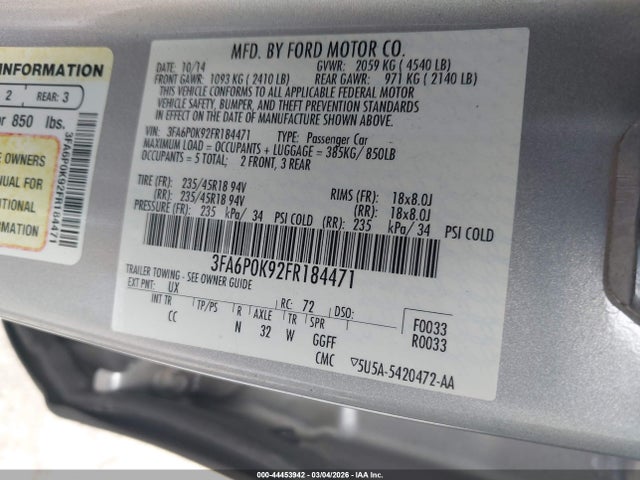 INFORMATION
2 REAR: 3
or 850 lbs.
3FA6P0K92FR184471
OWNERS
NUAL FOR
ITIONAL
RMATION
MFD. BY FORD MOTOR CO.
10/14 GVWR: 2059 KG ( 4540 LB)
FRONT GAWR: 1093 KG ( 2410 LB) REAR GAWR: 971 KG ( 2140 LB)
THIS VEHICLE CONFORMS TO ALL APPLICABLE FEDERAL MOTOR
VEHICLE SAFETY, BUMPER, AND THEFT PREVENTION STANDARDS IN
EFFECT ON THE DATE OF MANUFACTURE SHOWN ABOVE.
VIN: 3FA6P0K92FR184471 TYPE: Passenger Car
MAXIMUM LOAD = OCCUPANTS + LUGGAGE = 385KG/ 850LB
OCCUPANTS = 5 TOTAL; 2 FRONT, 3 REAR
TIRE (FR): 235/45R18 94V RIMS (FR): 18x8.0J
(RR): 235/45R18 94V (RR): 18x8.0J
PRESSURE (FR): 235 kPa/ 34 PSI COLD (RR): 235 kPa/ 34 PSI COLD
3FA6P0K92FR184471
TRAILER TOWING - SEE OWNER GUIDE
EXT PNT: UX RC: 72 DSO:
INT TR TP/PS R AXLE TR SPR F0033
CC N 32 W GGFF R0033
CMC ▽5U5A-5420472-AA
000-44453942 - 03/04/2026 - IAA Inc.